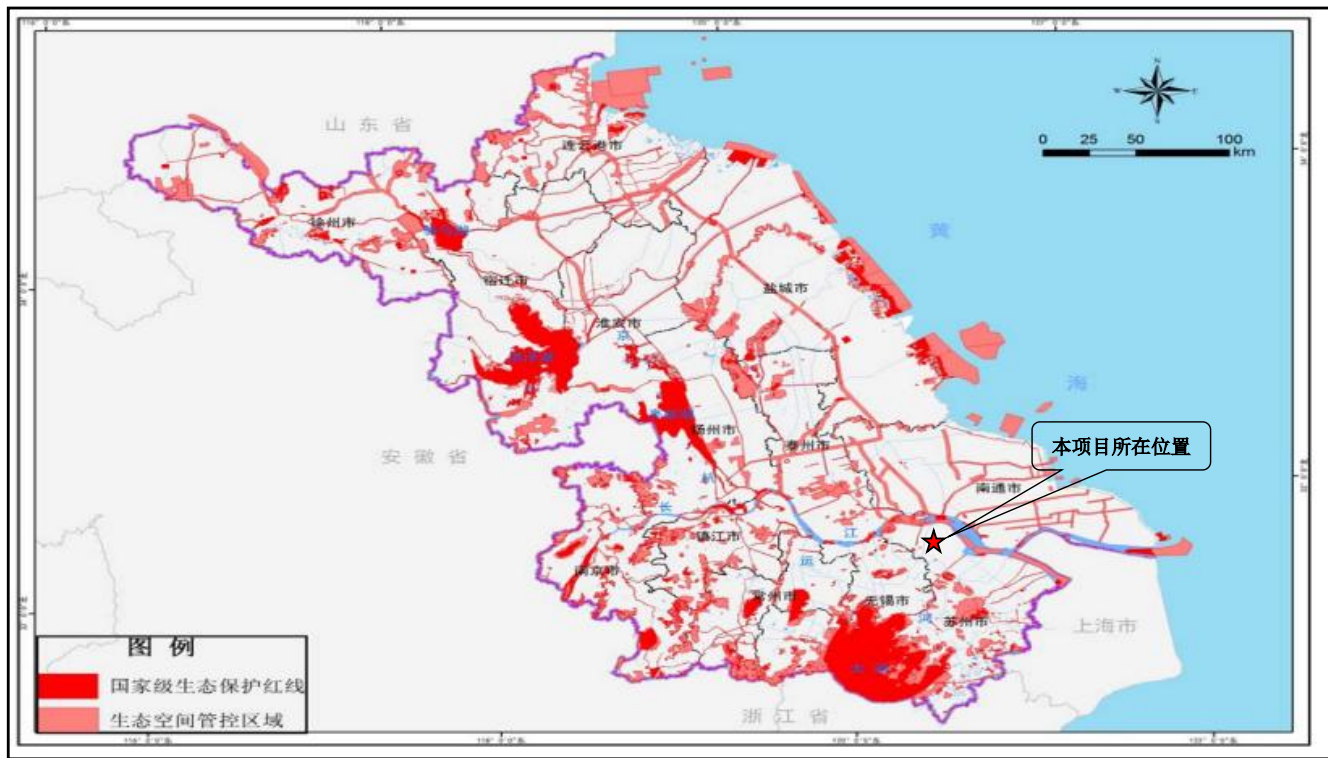 N
W
E
S
0 25 50 100
km
山东省
连云港市
徐州市
黄
宿迁市
盐城市
淮安市
京
海
安徽省
扬州市
泰州市
本项目所在位置
南通市
杭
长
江
镇江市
运
南京市
常州市
无锡市
苏州市
上海市
浙江省
图 例
国家级生态保护红线
生态空间管控区域